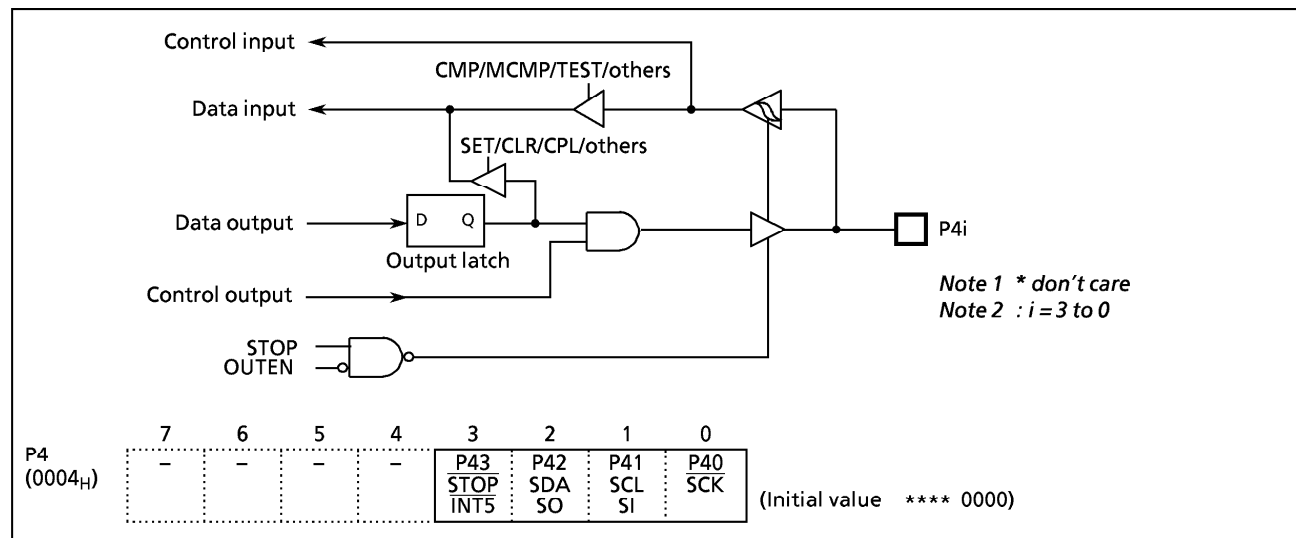 Control input
CMP/MCMP/TEST/others
Data input
SET/CLR/CPL/others
Data output
D Q
P4i
Output latch
Note 1 * don't care
Control output
Note 2 : i = 3 to 0
STOP
OUTEN
7 6 5 4 3 2 1 0
P4 – – – – P43 P42 P41 P40
(0004H) STOP SDA SCL SCK
INT5 SO SI (Initial value **** 0000)